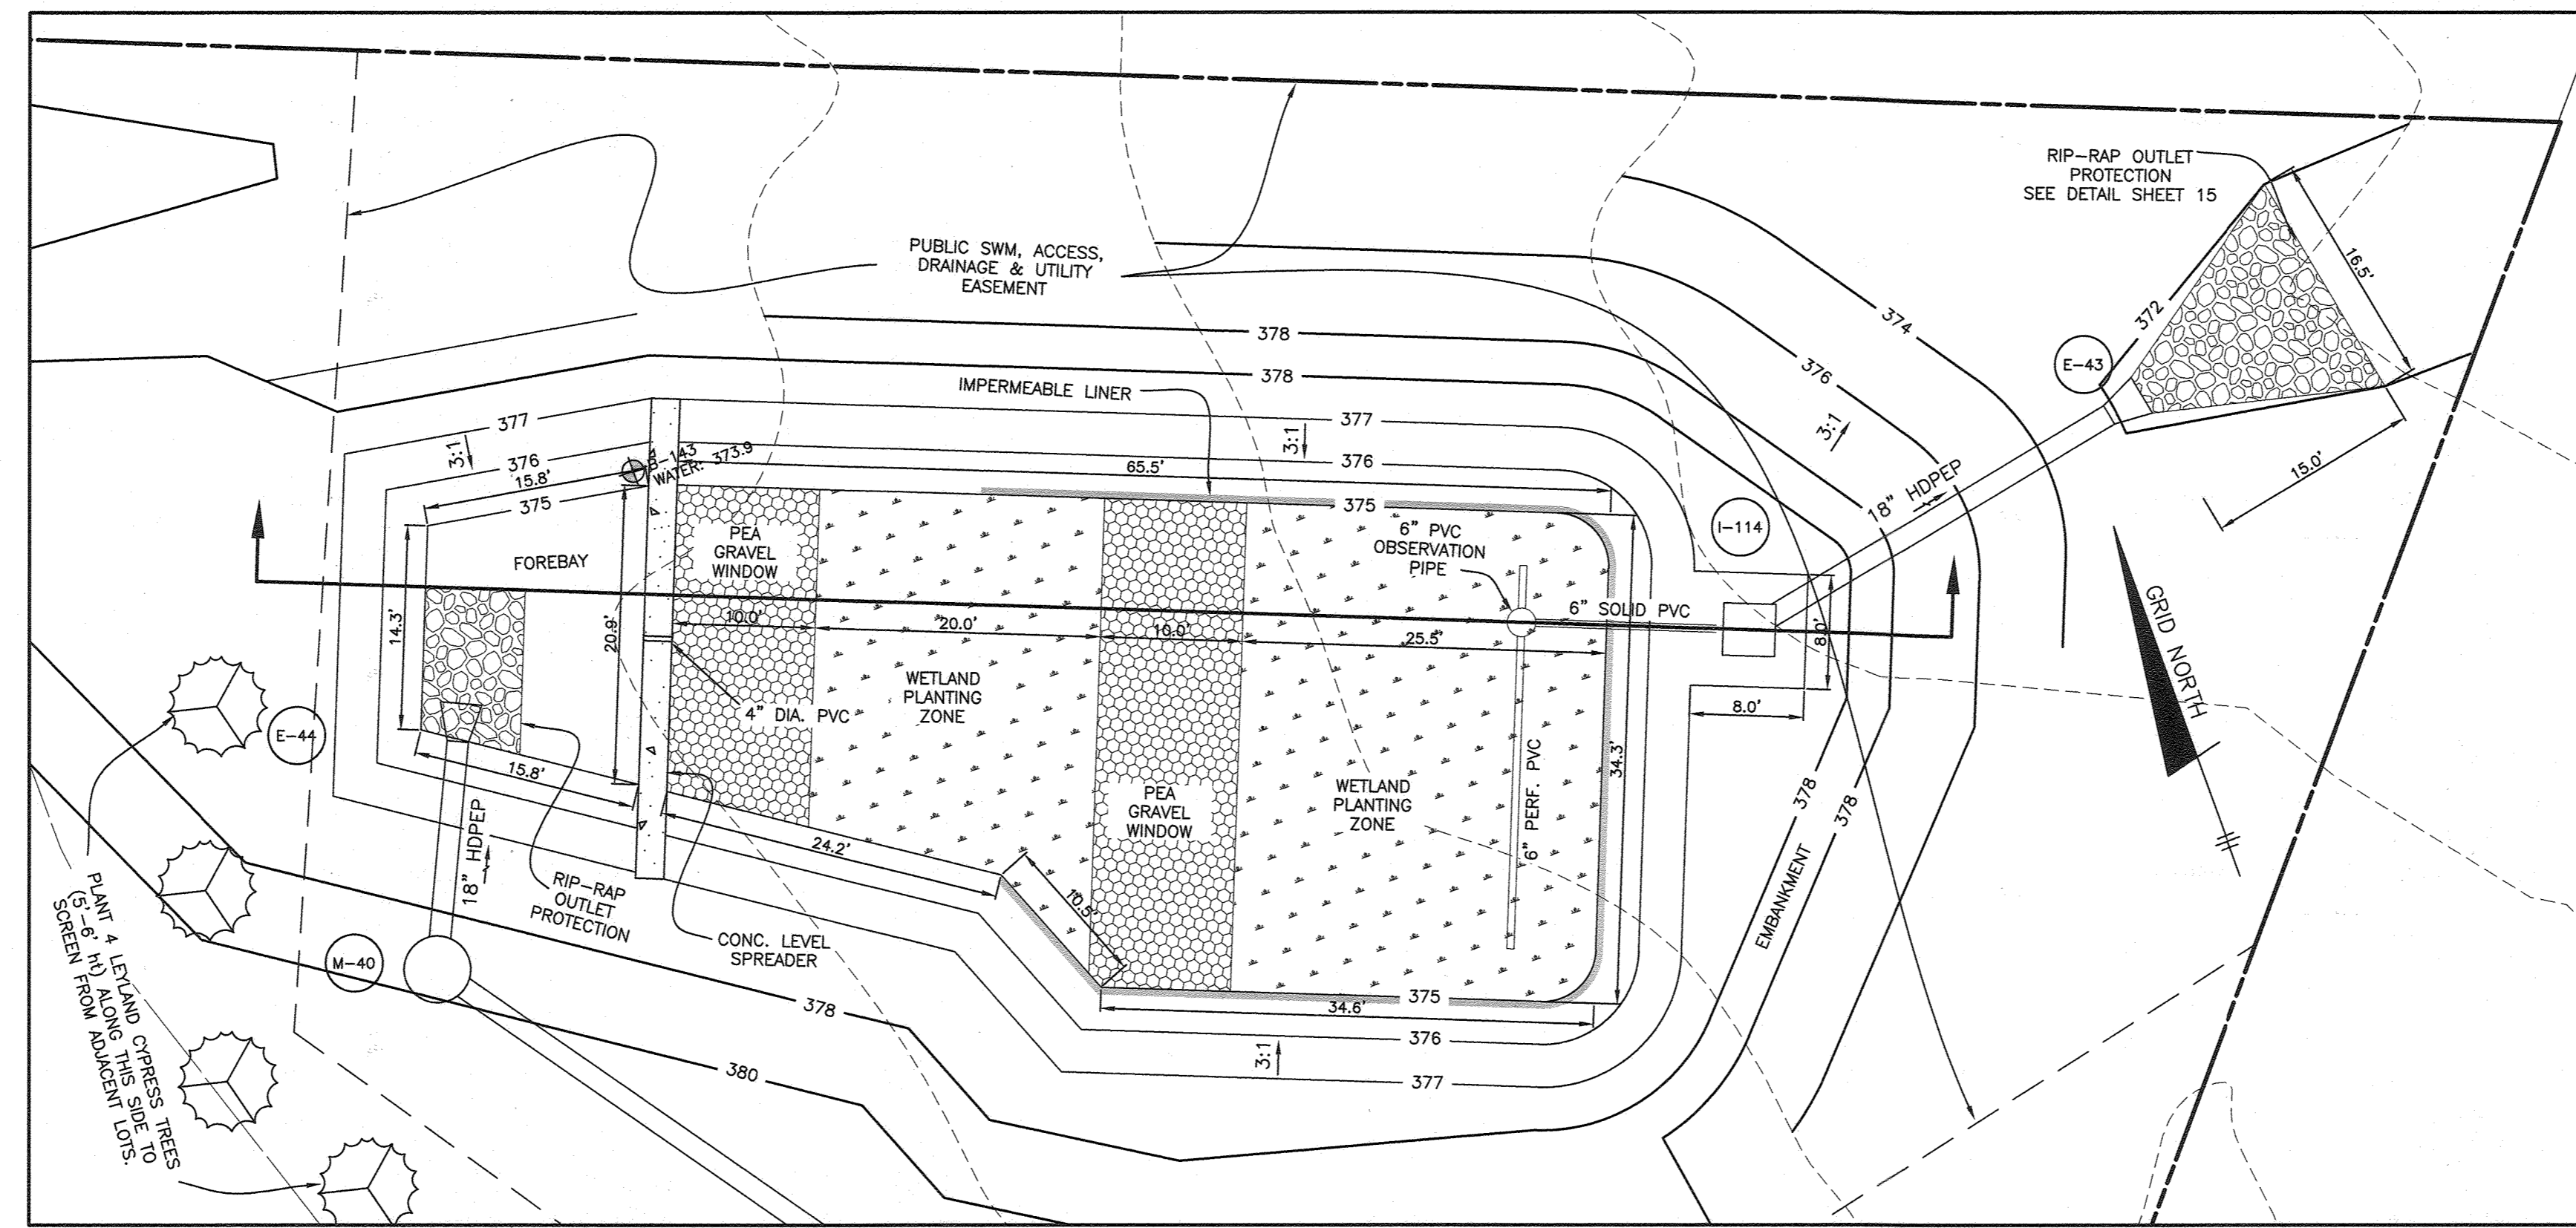 RIP-RAP OUTLET
PROTECTION
SEE DETAIL SHEET 15
16.5'
372
E-43
15.0'
374
376
3:1
PUBLIC SWM, ACCESS,
DRAINAGE & UTILITY
EASEMENT
378
378
IMPERMEABLE LINER
377
377
3:1
3:1
376
376
B-143
WATER: 373.9
15.8'
65.5'
375
375
18" HDPEP
I-114
PEA
GRAVEL
WINDOW
6" PVC
OBSERVATION
PIPE
FOREBAY
14.3'
20.9'
10.0'
20.0'
10.0'
25.5'
6" SOLID PVC
8.0'
8.0'
GRID NORTH
WETLAND
PLANTING
ZONE
4" DIA. PVC
E-44
15.8'
34.3'
6" PERF. PVC
PEA
GRAVEL
WINDOW
WETLAND
PLANTING
ZONE
378
378
EMBANKMENT
18" HDPEP
24.2'
10.5'
RIP-RAP
OUTLET
PROTECTION
CONC. LEVEL
SPREADER
M-40
PLANT 4 LEYLAND CYPRESS TREES
(5'-6' ht) ALONG THIS SIDE TO
SCREEN FROM ADJACENT LOTS.
375
34.6'
378
376
3:1
377
380